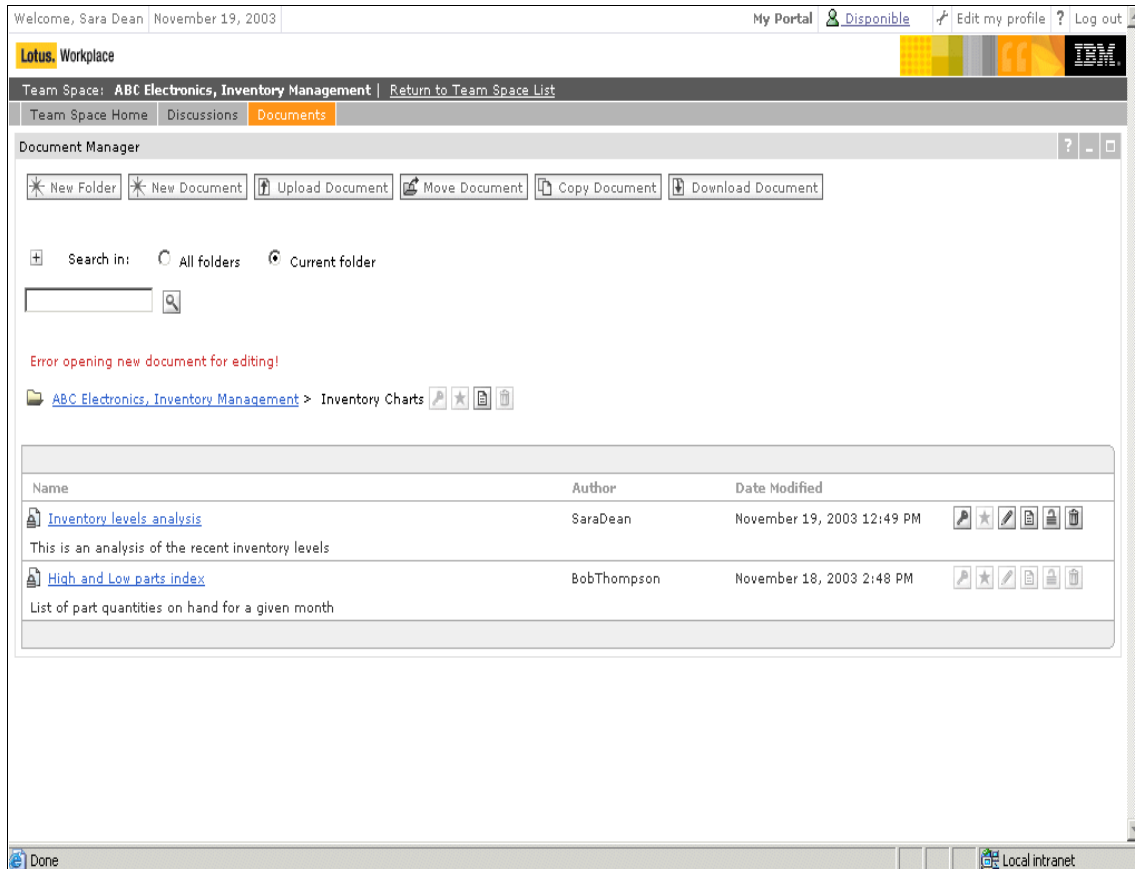 Welcome, Sara Dean November 19, 2003 My Portal Disponible Edit my profile ? Log out
Lotus. Workplace IBM.
Team Space: ABC Electronics, Inventory Management | Return to Team Space List
Team Space Home Discussions Documents
Document Manager ?
New Folder New Document Upload Document Move Document Copy Document Download Document
Search in: All folders Current folder
Error opening new document for editing!
ABC Electronics, Inventory Management > Inventory Charts
Name Author Date Modified
Inventory levels analysis SaraDean November 19, 2003 12:49 PM
This is an analysis of the recent inventory levels
High and Low parts index BobThompson November 18, 2003 2:48 PM
List of part quantities on hand for a given month
Done Local intranet